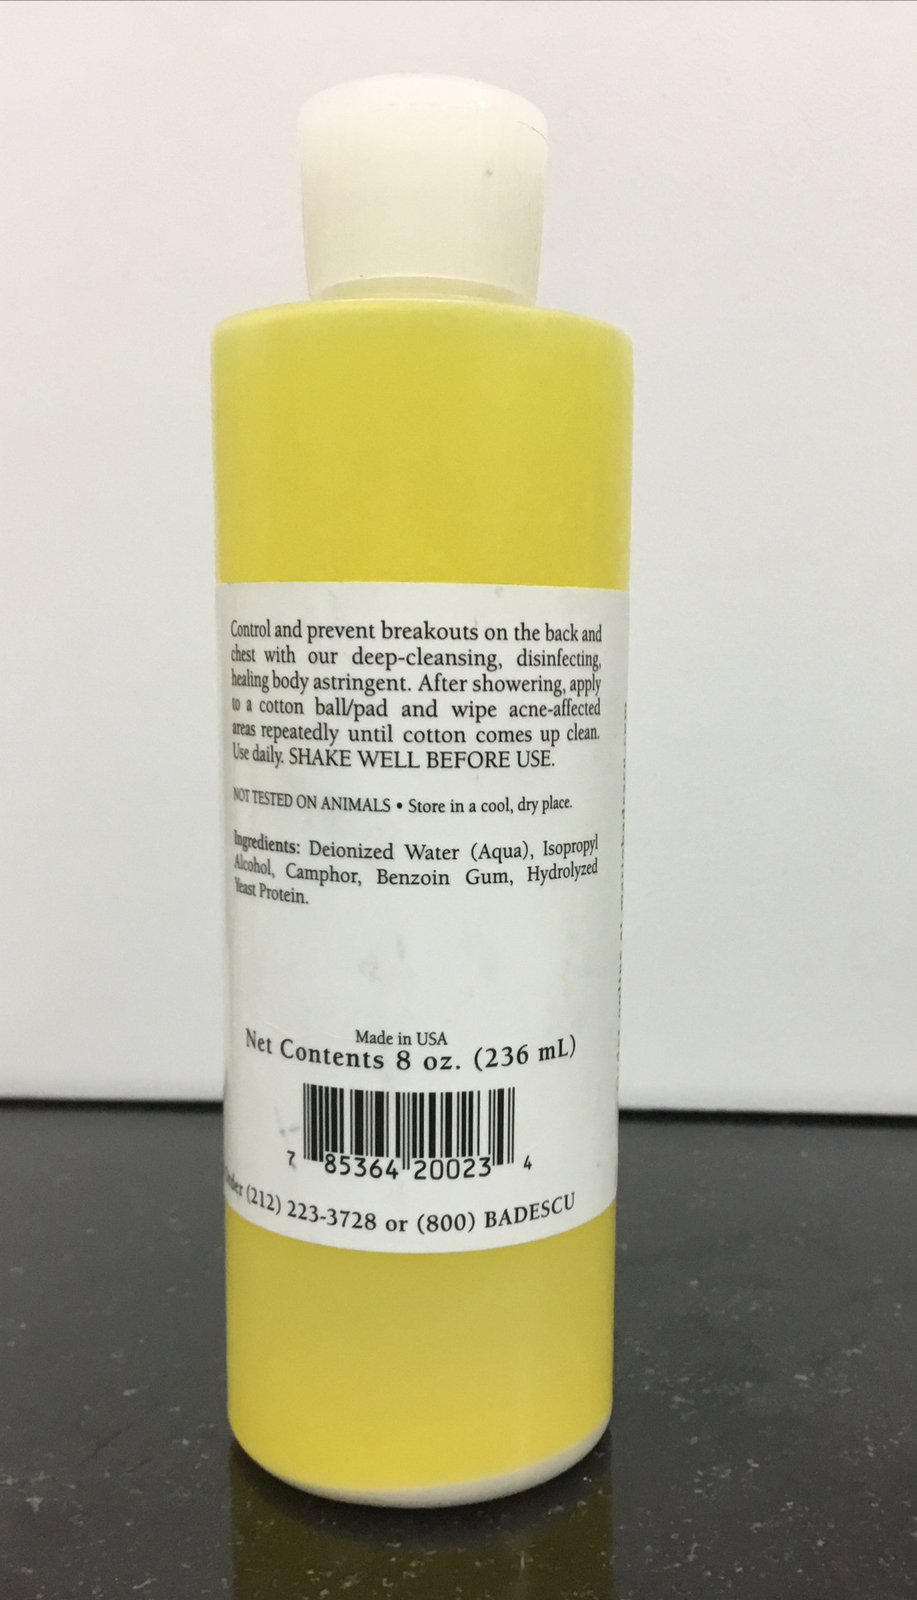 Control and prevent breakouts on the back and
chest with our deep-cleansing, disinfecting,
healing body astringent. After showering, apply
to a cotton ball/pad and wipe acne-affected
areas repeatedly until cotton comes up clean.
Use daily. SHAKE WELL BEFORE USE.
NOT TESTED ON ANIMALS • Store in a cool, dry place.
Ingredients: Deionized Water (Aqua), Isopropyl
Alcohol, Camphor, Benzoin Gum, Hydrolyzed
Yeast Protein.
Made in USA
Net Contents 8 oz. (236 mL)
7 85364 20023 4
(212) 223-3728 or (800) BADESCU